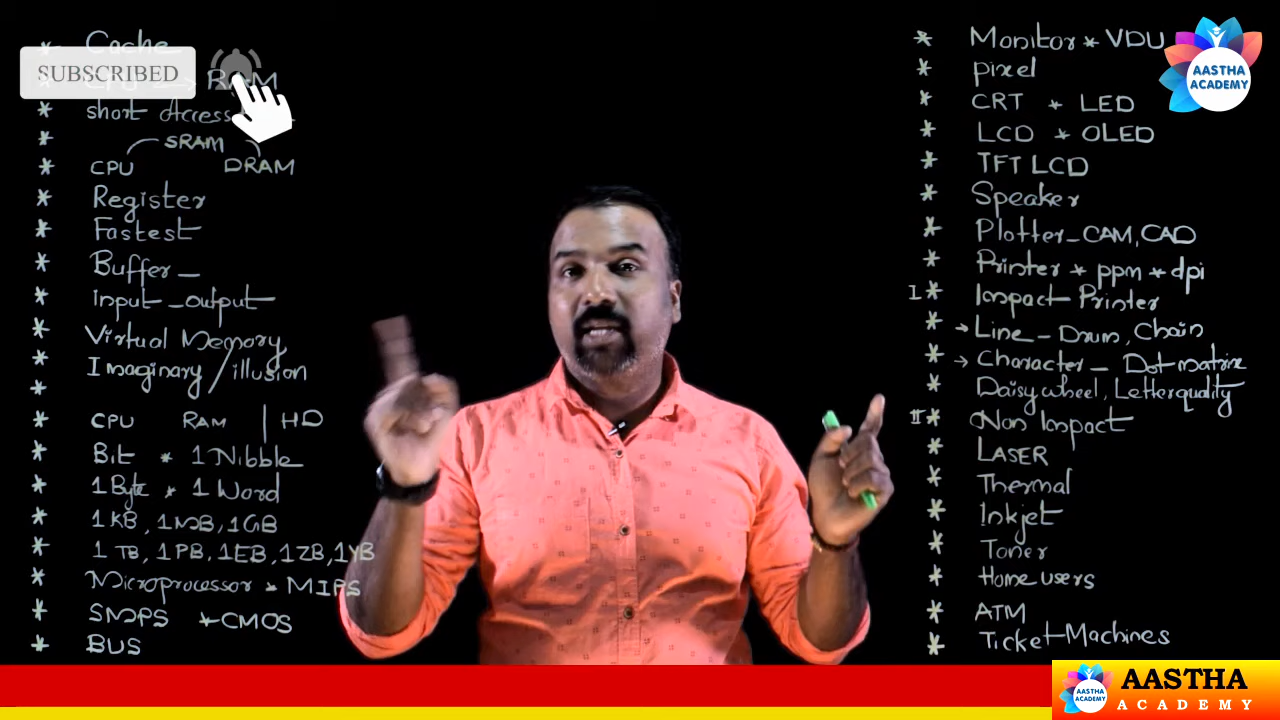 * Cache
SUBSCRIBED
RAM
* short Access
* SRAM
* CPU DRAM
* Register
* Fastest
* Buffer -
* input - output
* Virtual Memory
* Imaginary / illusion
*
* CPU RAM | HD
* Bit * 1 Nibble
* 1 Byte * 1 Word
* 1 KB, 1 MB, 1 GB
* 1 TB, 1 PB, 1 EB, 1 ZB, 1 YB
* Microprocessor * MIPS
* SMPS * CMOS
* BUS
* Monitor * VDU
* pixel
* CRT * LED
* LCD * OLED
* TFT LCD
* Speaker
* Plotter - CAM, CAD
* Printer * ppm * dpi
I * Impact Printer
* → Line - Drum, Chain
* → Character - Dot matrix
* Daisy wheel, Letter quality
II * Non Impact
* LASER
* Thermal
* Inkjet
* Toner
* Home users
* ATM
* Ticket Machines
AASTHA
ACADEMY
AASTHA
ACADEMY
AASTHA
ACADEMY